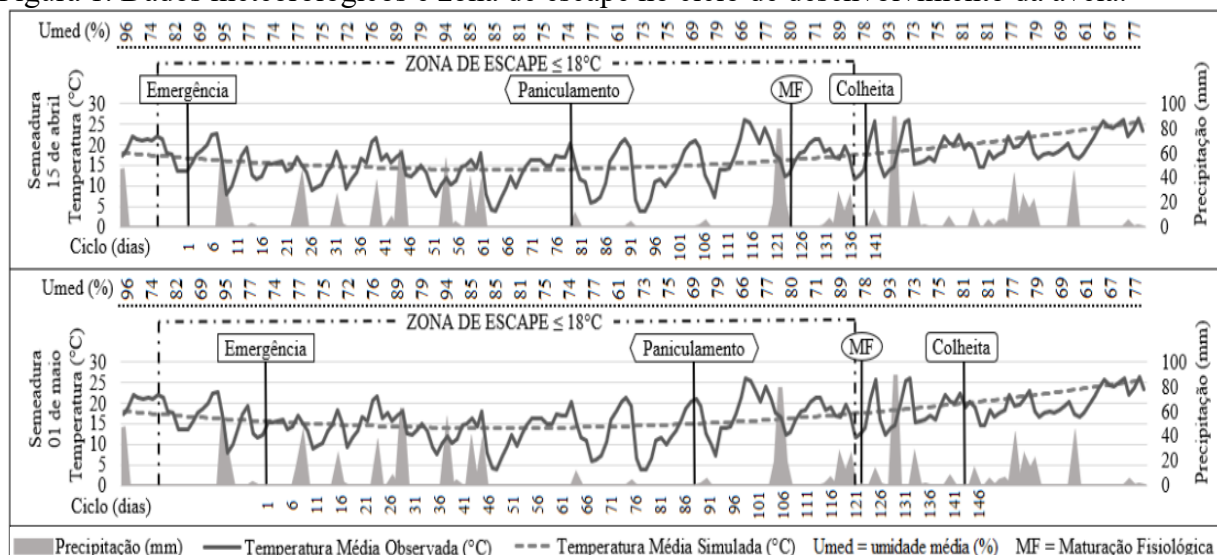 Figura 1. Dados meteorológicos e zona de escape no ciclo de desenvolvimento da aveia.
Umed (%) 96 74 82 69 95 77 77 74 75 72 76 89 79 94 85 85 81 75 74 77 61 73 75 69 79 66 77 80 71 89 78 93 73 75 81 81 77 79 69 61 67 77
ZONA DE ESCAPE ≤ 18°C
Emergência Paniculamento MF Colheita
Semeadura
15 de abril
Temperatura (°C)
30 25 20 15 10 5 0
100 80 60 40 20 0
Precipitação (mm)
Ciclo (dias) 1 6 11 16 21 26 31 36 41 46 51 56 61 66 71 76 81 86 91 96 101 106 111 116 121 126 131 136 141
Umed (%) 96 74 82 69 95 77 77 74 75 72 76 89 79 94 85 85 81 75 74 77 61 73 75 69 79 66 77 80 71 89 78 93 73 75 81 81 77 79 69 61 67 77
ZONA DE ESCAPE ≤ 18°C
Emergência Paniculamento MF Colheita
Semeadura
01 de maio
Temperatura (°C)
30 25 20 15 10 5 0
100 80 60 40 20 0
Precipitação (mm)
Ciclo (dias) 1 6 11 16 21 26 31 36 41 46 51 56 61 66 71 76 81 86 91 96 101 106 111 116 121 126 131 136 141 146
Precipitação (mm) Temperatura Média Observada (°C) Temperatura Média Simulada (°C) Umed = umidade média (%) MF = Maturação Fisiológica